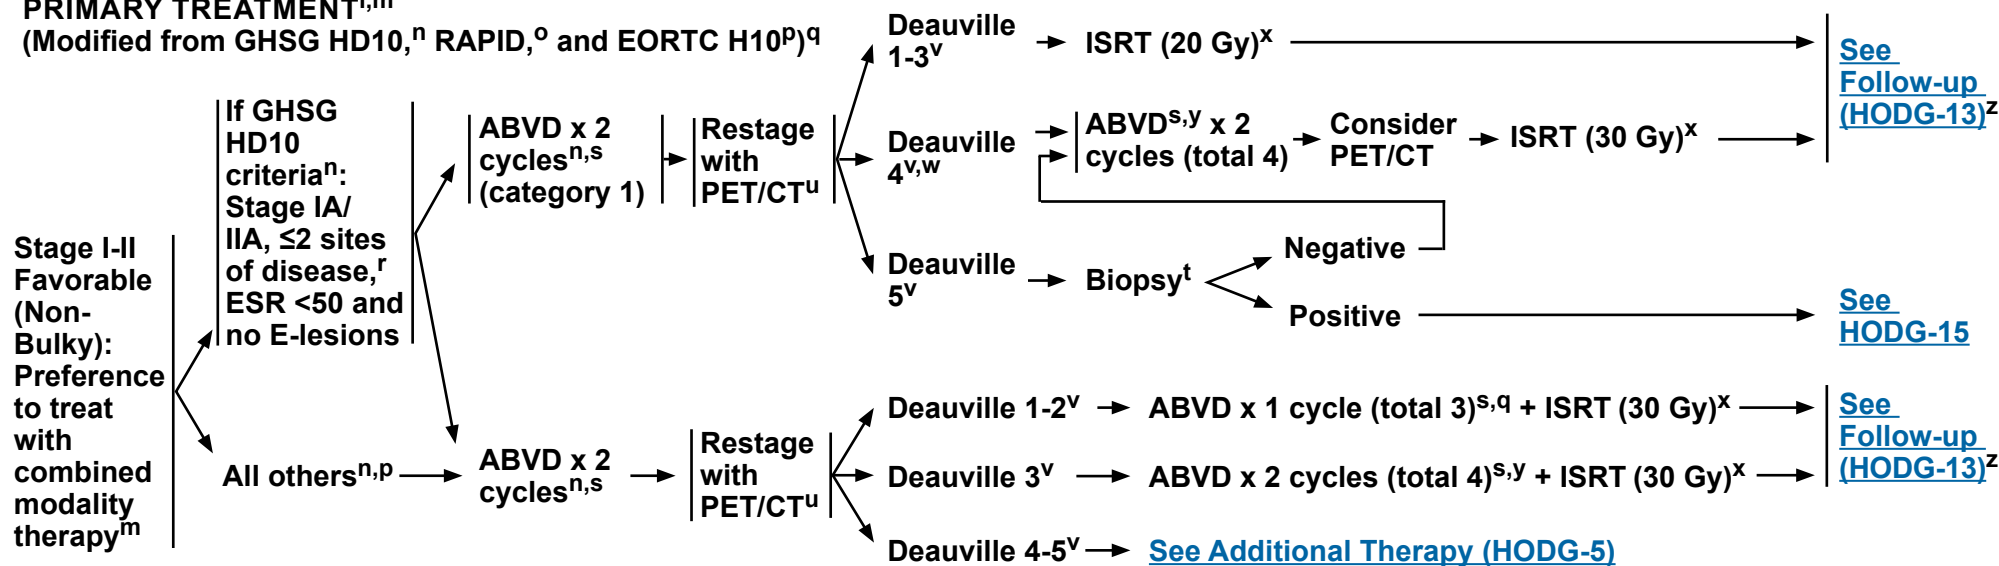 PRIMARY TREATMENTl,m
(Modified from GHSG HD10,n RAPID,o and EORTC H10p)q
Stage I-II
Favorable
(Non-
Bulky):
Preference
to treat
with
combined
modality
therapym
If GHSG
HD10
criterian:
Stage IA/
IIA, ≤2 sites
of disease,r
ESR <50 and
no E-lesions
ABVD x 2
cyclesn,s
(category 1)
Restage
with
PET/CTu
Deauville
1-3v
ISRT (20 Gy)x
Deauville
4v,w
ABVDs,y x 2
cycles (total 4)
Consider
PET/CT
ISRT (30 Gy)x
See
Follow-up
(HODG-13)z
Deauville
5v
Biopsyt
Negative
Positive
See
HODG-15
All othersn,p
ABVD x 2
cyclesn,s
Restage
with
PET/CTu
Deauville 1-2v
ABVD x 1 cycle (total 3)s,q + ISRT (30 Gy)x
Deauville 3v
ABVD x 2 cycles (total 4)s,y + ISRT (30 Gy)x
See
Follow-up
(HODG-13)z
Deauville 4-5v
See Additional Therapy (HODG-5)